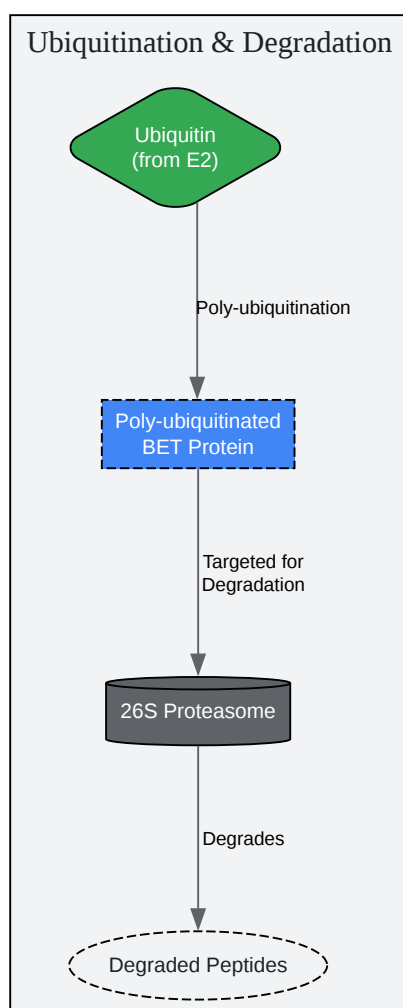 Ubiquitination & Degradation
Ubiquitin
(from E2)
Poly-ubiquitination
Poly-ubiquitinated
BET Protein
Targeted for
Degradation
26S Proteasome
Degrades
Degraded Peptides